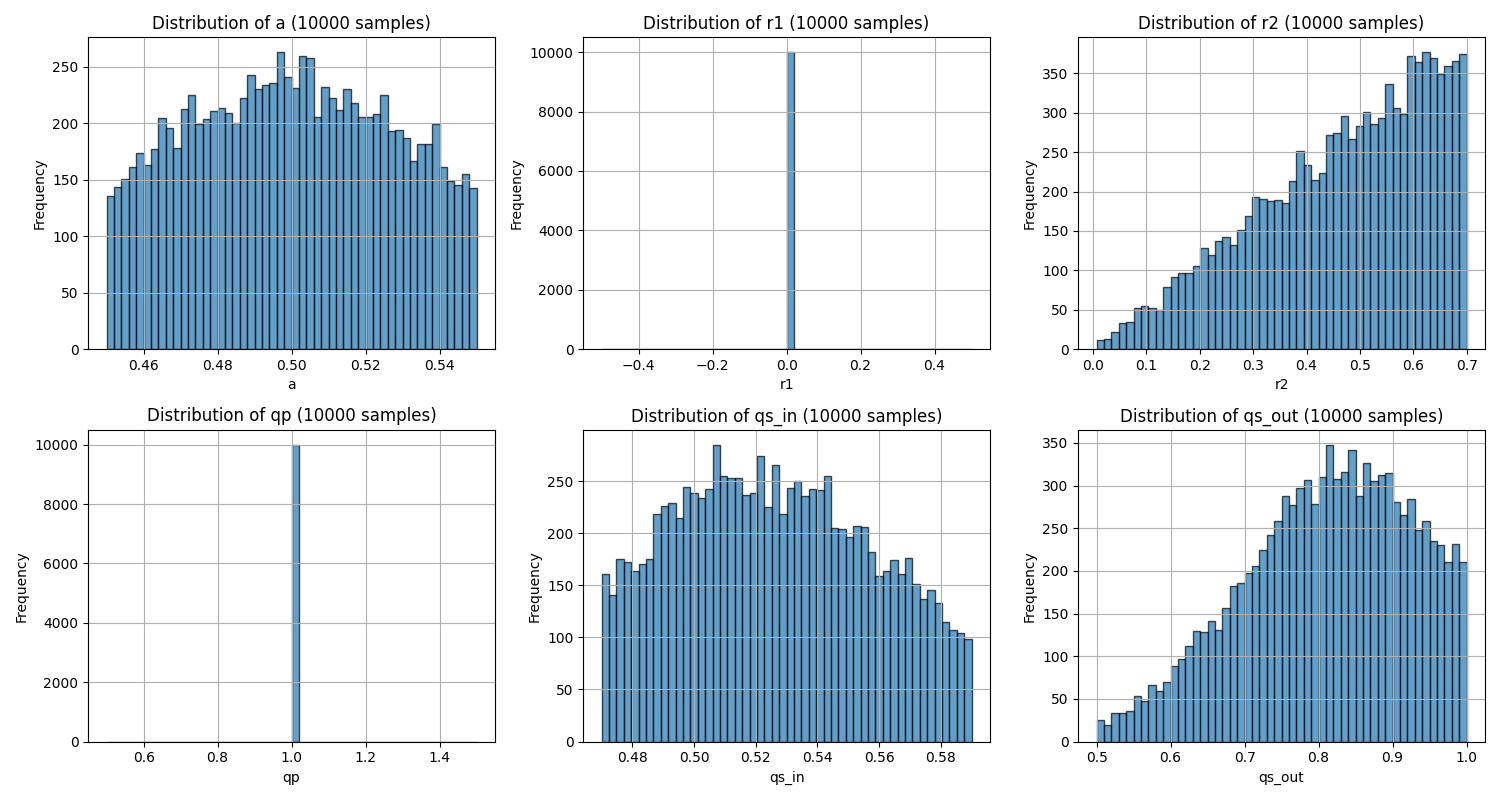 Distribution of a (10000 samples)
Frequency
250
200
150
100
50
0
0.46 0.48 0.50 0.52 0.54
a
Distribution of r1 (10000 samples)
Frequency
10000
8000
6000
4000
2000
0
−0.4 −0.2 0.0 0.2 0.4
r1
Distribution of r2 (10000 samples)
Frequency
350
300
250
200
150
100
50
0
0.0 0.1 0.2 0.3 0.4 0.5 0.6 0.7
r2
Distribution of qp (10000 samples)
Frequency
10000
8000
6000
4000
2000
0
0.6 0.8 1.0 1.2 1.4
qp
Distribution of qs_in (10000 samples)
Frequency
250
200
150
100
50
0
0.48 0.50 0.52 0.54 0.56 0.58
qs_in
Distribution of qs_out (10000 samples)
Frequency
350
300
250
200
150
100
50
0
0.5 0.6 0.7 0.8 0.9 1.0
qs_out